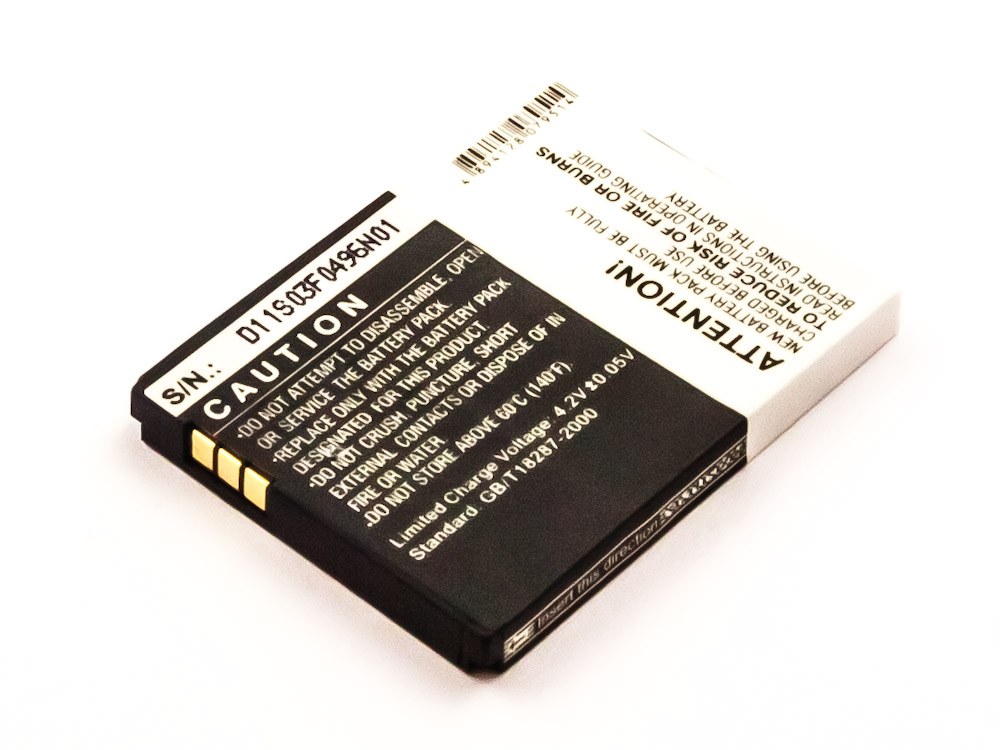 S/N.: D11S03F0496N01
CAUTION
-DO NOT ATTEMPT TO DISASSEMBLE, OPEN
OR SERVICE THE BATTERY PACK.
-REPLACE ONLY WITH THE BATTERY PACK
DESIGNATED FOR THIS PRODUCT.
-DO NOT CRUSH, PUNCTURE, SHORT
EXTERNAL CONTACTS OR DISPOSE OF IN
FIRE OR WATER
-DO NOT STORE ABOVE 60°C (140°F).
Limited Charge Voltage 4.2V±0.05V
Standard. GB/T18287-2000
Insert this direction
ATTENTION!
NEW BATTERY PACK MUST BE FULLY
CHARGED BEFORE USE.
TO REDUCE RISK OF FIRE OR BURNS
READ INSTRUCTIONS IN OPERATING GUIDE
BEFORE USING THE BATTERY
4894128079514